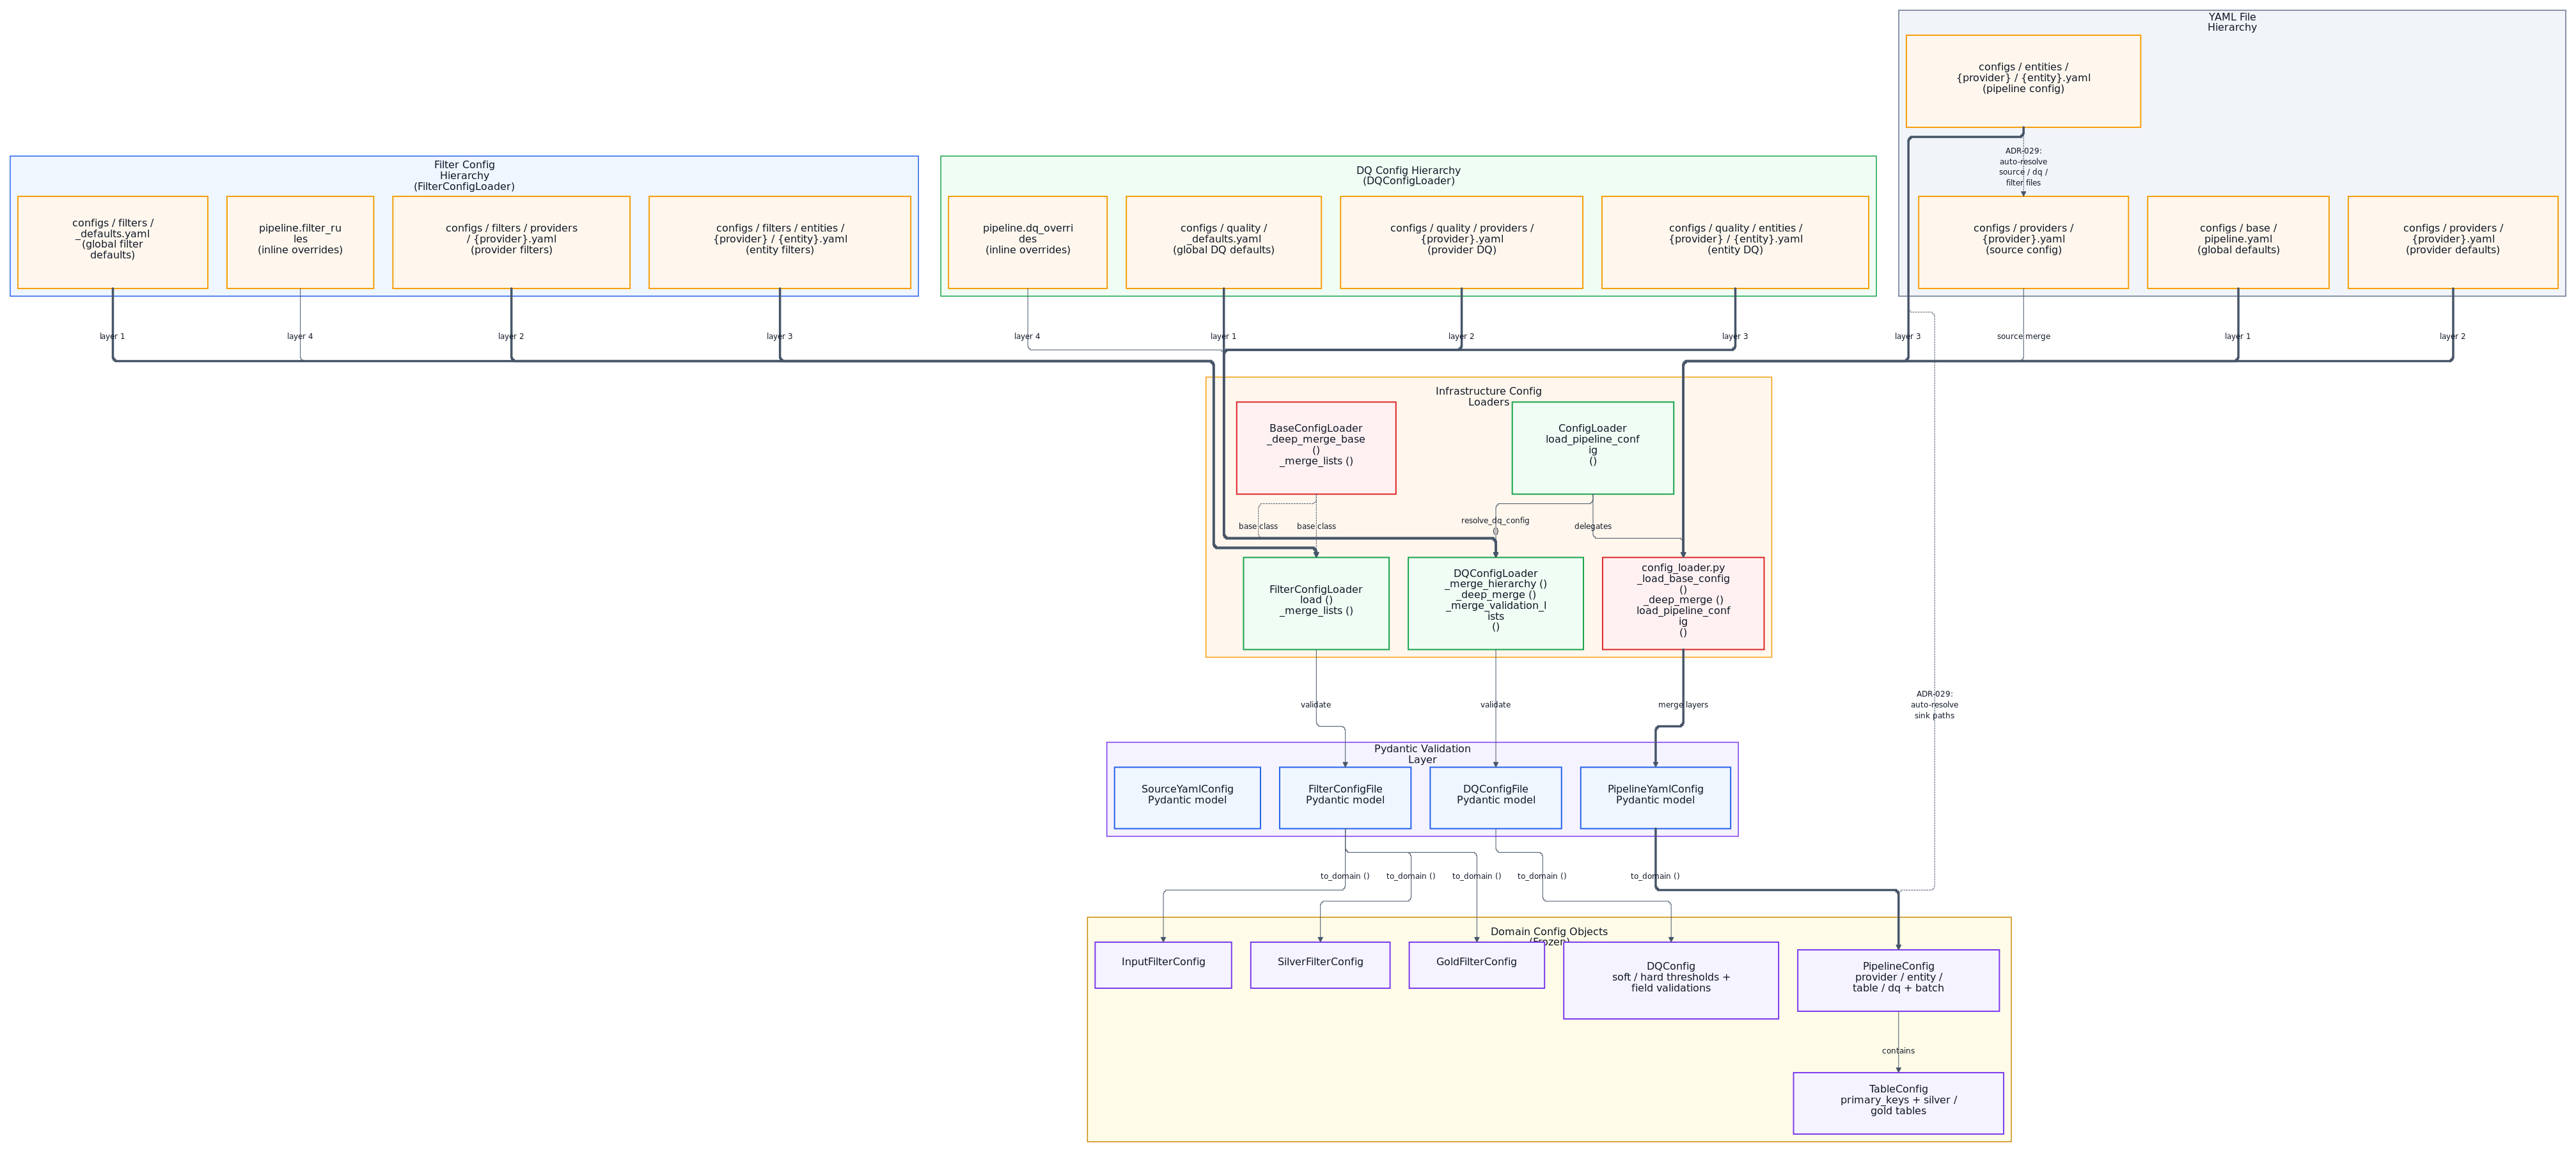 YAML File
Hierarchy
configs / entities /
{provider} / {entity}.yaml
(pipeline config)
ADR-029:
auto-resolve
source / dq /
filter files
configs / providers /
{provider}.yaml
(source config)
configs / base /
pipeline.yaml
(global defaults)
configs / providers /
{provider}.yaml
(provider defaults)
Filter Config
Hierarchy
(FilterConfigLoader)
configs / filters /
_defaults.yaml
(global filter
defaults)
pipeline.filter_ru
les
(inline overrides)
configs / filters / providers
/ {provider}.yaml
(provider filters)
configs / filters / entities /
{provider} / {entity}.yaml
(entity filters)
DQ Config Hierarchy
(DQConfigLoader)
pipeline.dq_overri
des
(inline overrides)
configs / quality /
_defaults.yaml
(global DQ defaults)
configs / quality / providers /
{provider}.yaml
(provider DQ)
configs / quality / entities /
{provider} / {entity}.yaml
(entity DQ)
layer 1
layer 4
layer 2
layer 3
layer 4
layer 1
layer 2
layer 3
layer 3
source merge
layer 1
layer 2
Infrastructure Config
Loaders
BaseConfigLoader
_deep_merge_base
()
_merge_lists ()
ConfigLoader
load_pipeline_conf
ig
()
base class
base class
resolve_dq_config
()
delegates
FilterConfigLoader
load ()
_merge_lists ()
DQConfigLoader
_merge_hierarchy ()
_deep_merge ()
_merge_validation_l
ists
()
config_loader.py
_load_base_config
()
_deep_merge ()
load_pipeline_conf
ig
()
validate
validate
merge layers
ADR-029:
auto-resolve
sink paths
Pydantic Validation
Layer
SourceYamlConfig
Pydantic model
FilterConfigFile
Pydantic model
DQConfigFile
Pydantic model
PipelineYamlConfig
Pydantic model
to_domain ()
to_domain ()
to_domain ()
to_domain ()
to_domain ()
Domain Config Objects
(Frozen)
InputFilterConfig
SilverFilterConfig
GoldFilterConfig
DQConfig
soft / hard thresholds +
field validations
PipelineConfig
provider / entity /
table / dq + batch
contains
TableConfig
primary_keys + silver /
gold tables